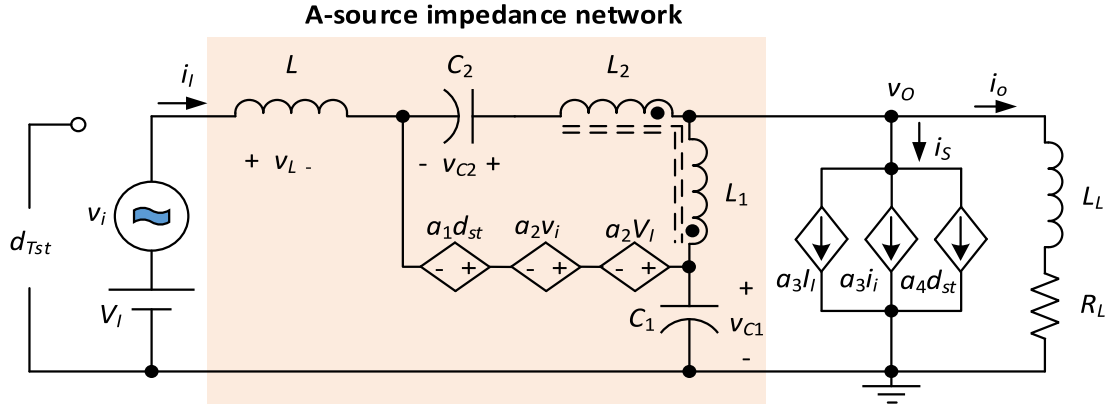 A-source impedance network
i_I L C_2 L_2 v_O i_o
+ v_L - - v_C2 + i_S
L_1 L_L
v_i a_1d_st a_2v_i a_2V_I
d_Tst - + - + - +
a_3I_I a_3i_i a_4d_st
V_I C_1 + v_C1 - R_L